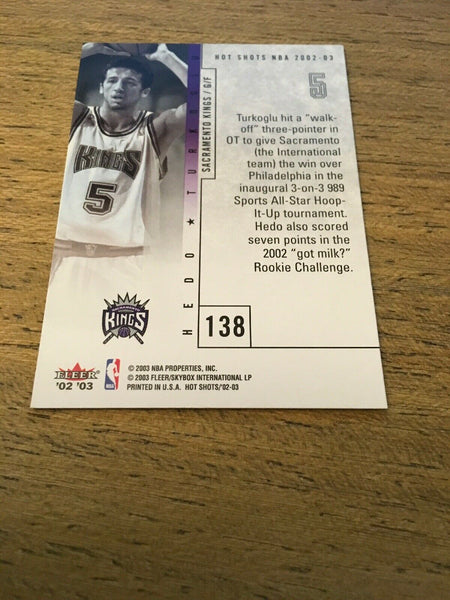 HOT SHOTS NBA 2002-03
5
Turkoglu hit a "walk-
off" three-pointer in
OT to give Sacramento
(the International
team) the win over
Philadelphia in the
inaugural 3-on-3 989
Sports All-Star Hoop-
It-Up tournament.
Hedo also scored
seven points in the
2002 "got milk?"
Rookie Challenge.
HEDO ★ TURKOGLU
SACRAMENTO KINGS / G/F
KINGS
5
SACRAMENTO
KINGS
138
FLEER
'02 '03
© 2003 NBA PROPERTIES, INC.
© 2003 FLEER/SKYBOX INTERNATIONAL LP
PRINTED IN U.S.A. HOT SHOTS/'02-03